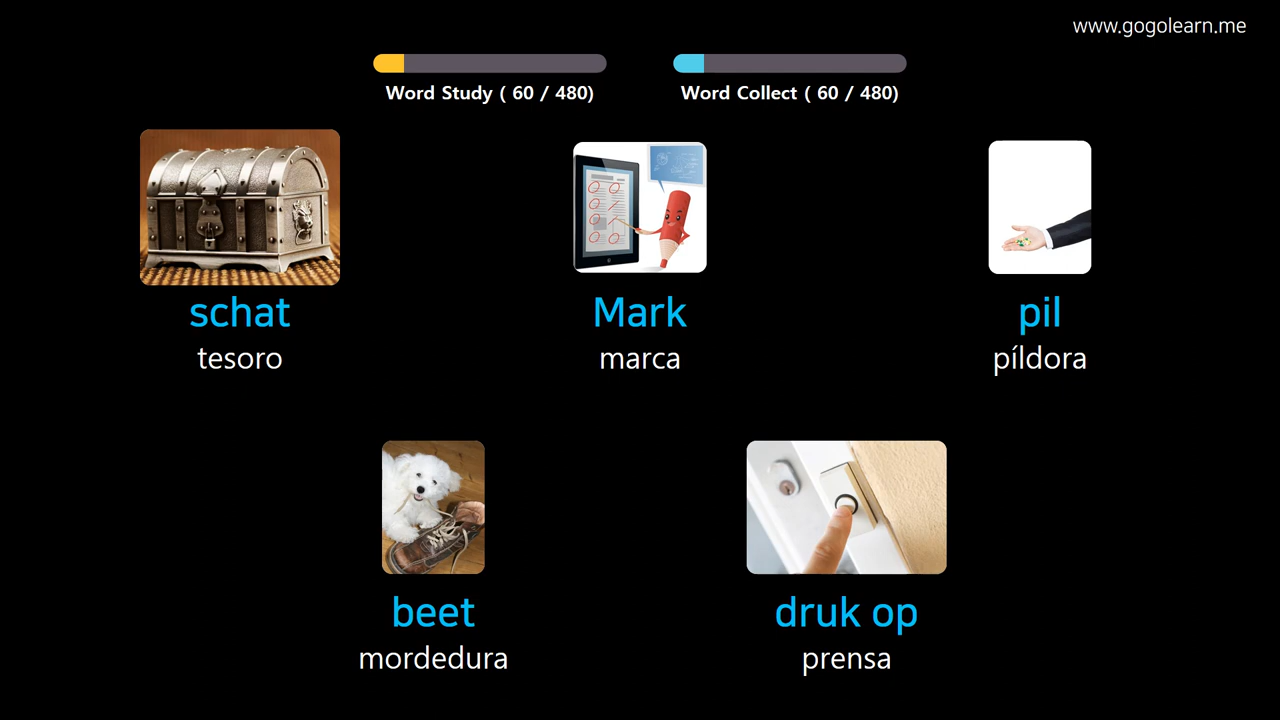 www.gogolearn.me
Word Study ( 60 / 480)
Word Collect ( 60 / 480)
schat
tesoro
Mark
marca
pil
píldora
beet
mordedura
druk op
prensa